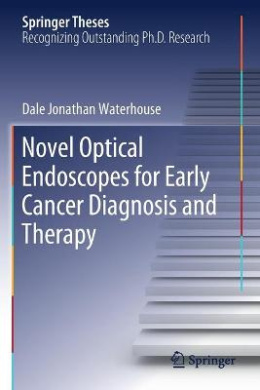 Springer Theses
Recognizing Outstanding Ph.D. Research
Dale Jonathan Waterhouse
Novel Optical
Endoscopes for Early
Cancer Diagnosis and
Therapy
Springer